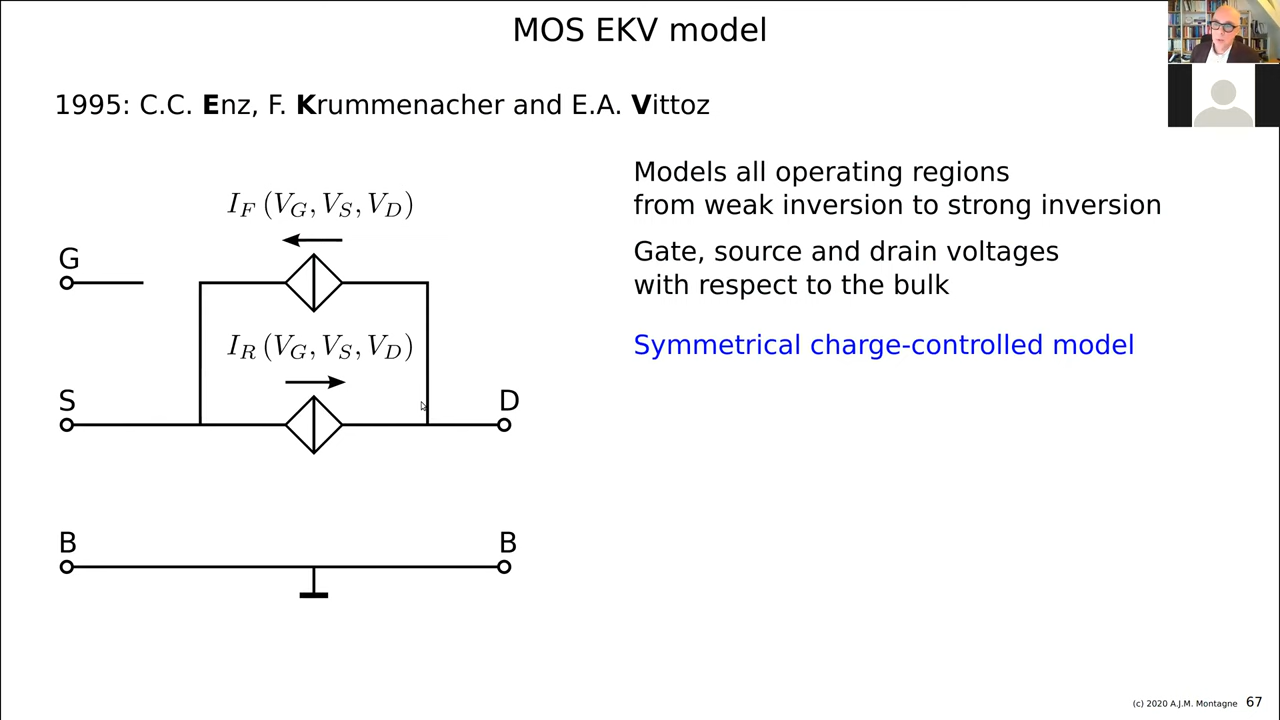 MOS EKV model
1995: C.C. Enz, F. Krummenacher and E.A. Vittoz
Models all operating regions
from weak inversion to strong inversion
Gate, source and drain voltages
with respect to the bulk
Symmetrical charge-controlled model
I_F (V_G, V_S, V_D)
G
I_R (V_G, V_S, V_D)
S D
B B
(c) 2020 A.J.M. Montagne 67